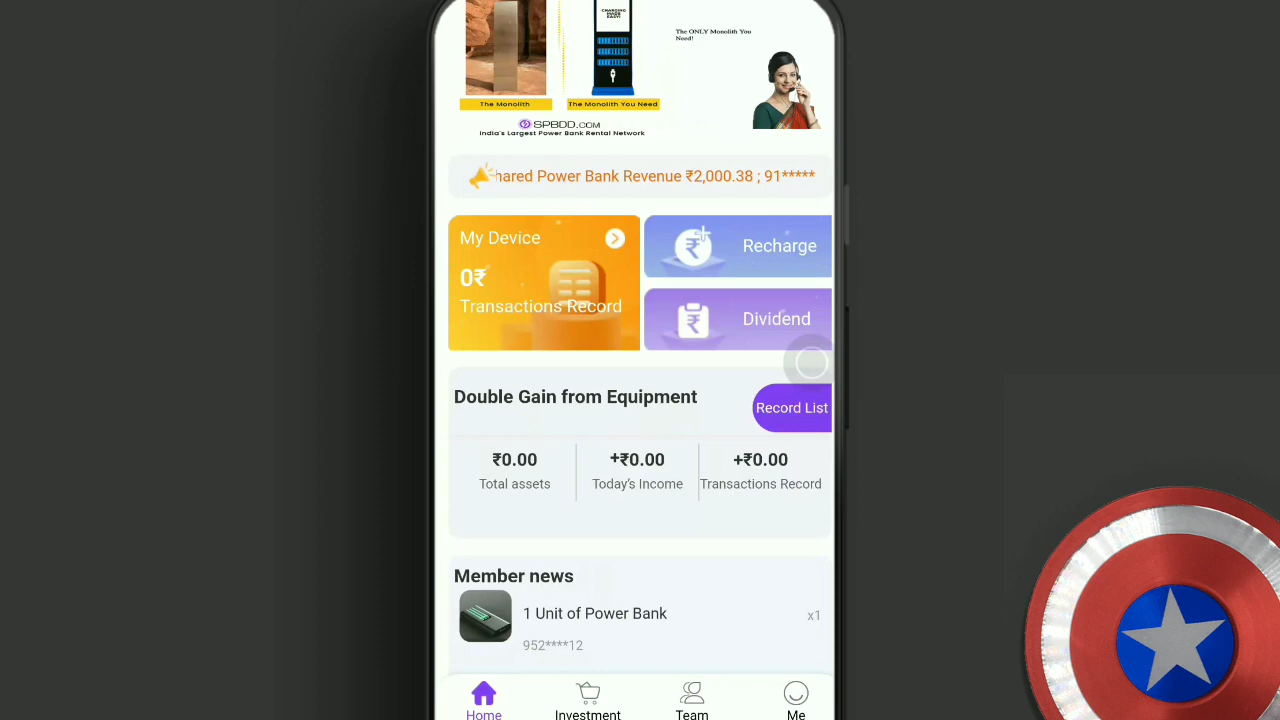 CHARGING
MADE
EASY!
The ONLY Monolith You
Need!
The Monolith
The Monolith You Need
SPBDD.COM
India's Largest Power Bank Rental Network
hared Power Bank Revenue ₹2,000.38 ; 91*****
My Device
0₹
Transactions Record
Recharge
Dividend
Double Gain from Equipment
Record List
₹0.00
+₹0.00
+₹0.00
Total assets
Today's Income
Transactions Record
Member news
1 Unit of Power Bank
x1
952****12
Home
Investment
Team
Me